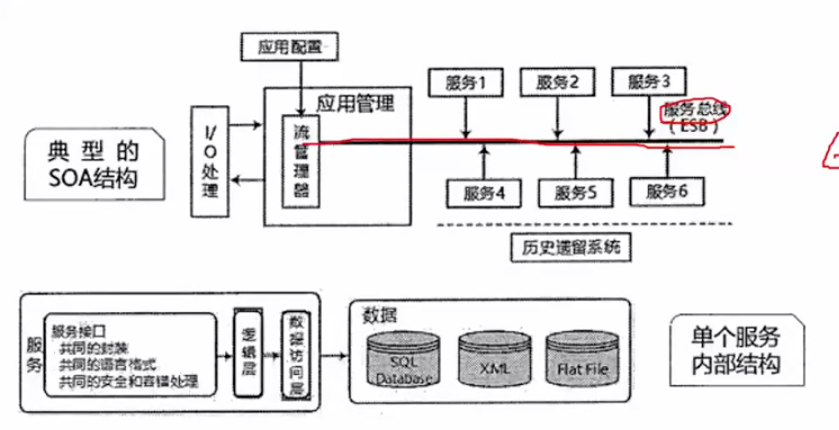 应用配置
应用管理
流管理器
I/O处理
典型的
SOA结构
服务1
服务2
服务3
服务总线
(ESB)
服务4
服务5
服务6
历史遗留系统
服务
服务接口
共同的封装
共同的语言格式
共同的安全和容错处理
逻辑层
数据访问层
数据
SQL
Database
XML
Flat File
单个服务
内部结构